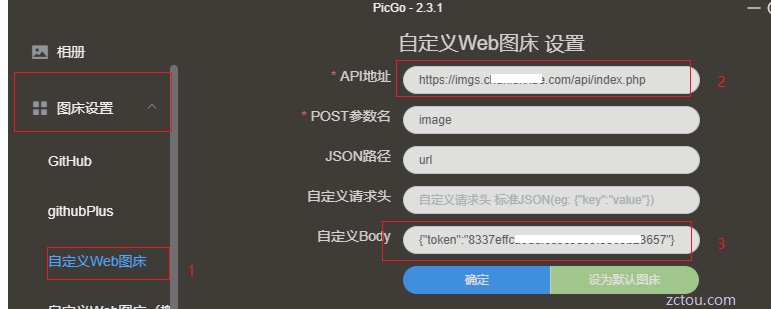 PicGo - 2.3.1
相册
图床设置
GitHub
githubPlus
自定义Web图床
1
自定义Web图床 设置
* API地址
https://imgs.c .com/api/index.php
2
* POST参数名
image
JSON路径
url
自定义请求头
自定义请求头 标准JSON(eg: {"key":"value"})
自定义Body
{"token":"8337effc 3657"}
3
确定
设为默认图床
zctou.com